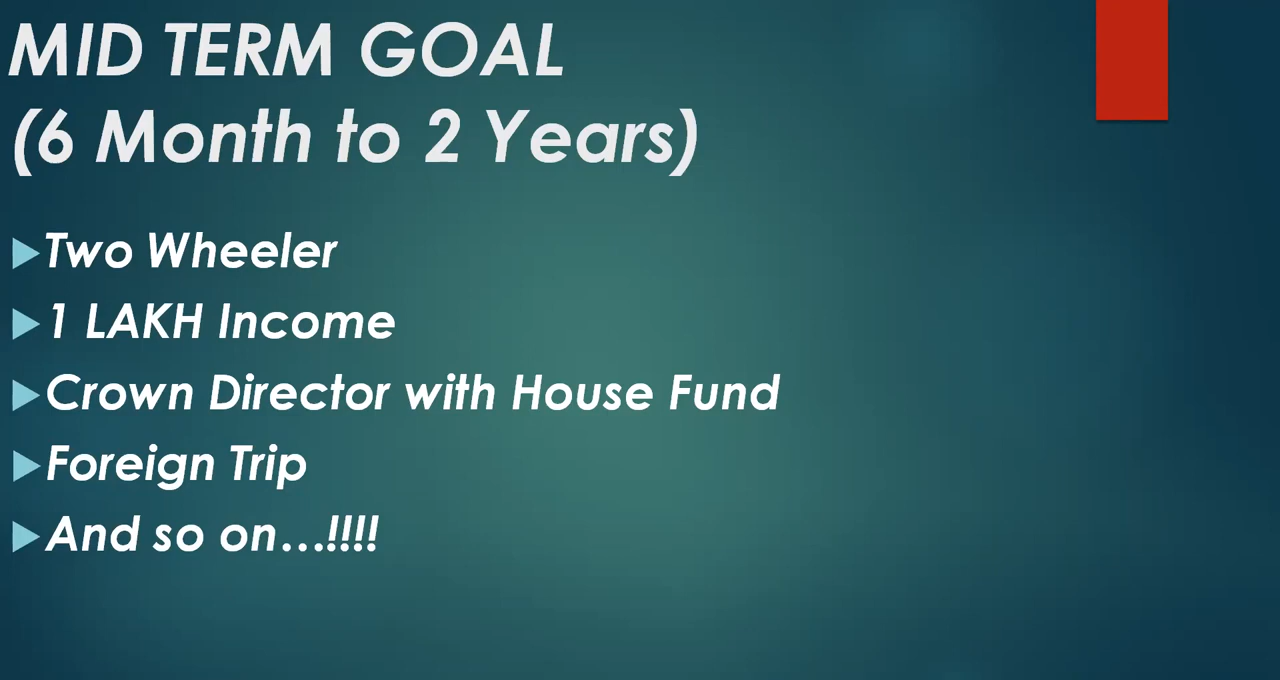 MID TERM GOAL
(6 Month to 2 Years)
Two Wheeler
1 LAKH Income
Crown Director with House Fund
Foreign Trip
And so on...!!!!